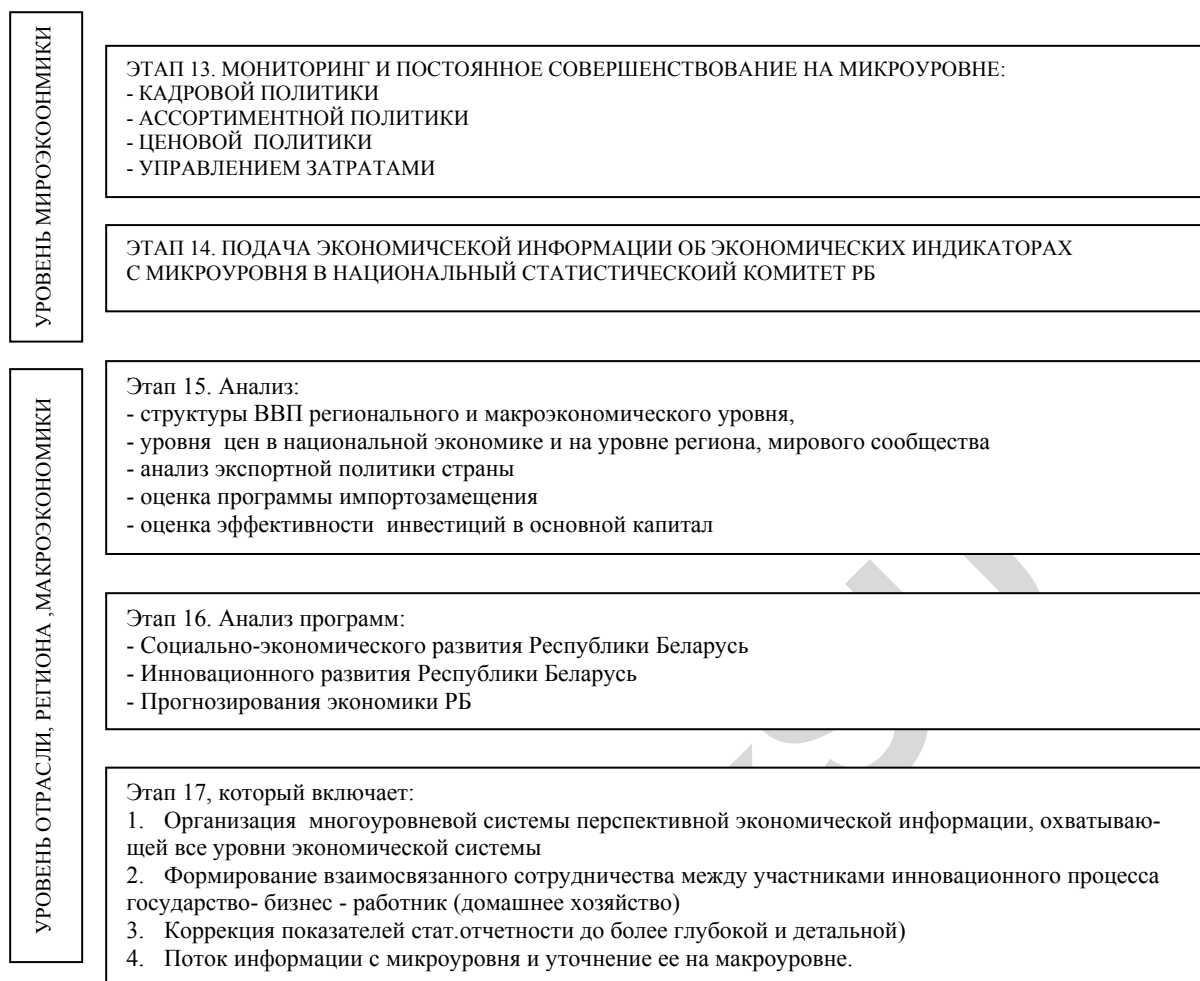 УРОВЕНЬ МИРОЭКООНМИКИ
ЭТАП 13. МОНИТОРИНГ И ПОСТОЯННОЕ СОВЕРШЕНСТВОВАНИЕ НА МИКРОУРОВНЕ:
- КАДРОВОЙ ПОЛИТИКИ
- АССОРТИМЕНТНОЙ ПОЛИТИКИ
- ЦЕНОВОЙ ПОЛИТИКИ
- УПРАВЛЕНИЕМ ЗАТРАТАМИ
ЭТАП 14. ПОДАЧА ЭКОНОМИЧСЕКОЙ ИНФОРМАЦИИ ОБ ЭКОНОМИЧЕСКИХ ИНДИКАТОРАХ
С МИКРОУРОВНЯ В НАЦИОНАЛЬНЫЙ СТАТИСТИЧЕСКОИЙ КОМИТЕТ РБ
УРОВЕНЬ ОТРАСЛИ, РЕГИОНА ,МАКРОЭКОНОМИКИ
Этап 15. Анализ:
- структуры ВВП регионального и макроэкономического уровня,
- уровня цен в национальной экономике и на уровне региона, мирового сообщества
- анализ экспортной политики страны
- оценка программы импортозамещения
- оценка эффективности инвестиций в основной капитал
Этап 16. Анализ программ:
- Социально-экономического развития Республики Беларусь
- Инновационного развития Республики Беларусь
- Прогнозирования экономики РБ
Этап 17, который включает:
1. Организация многоуровневой системы перспективной экономической информации, охватываю-
щей все уровни экономической системы
2. Формирование взаимосвязанного сотрудничества между участниками инновационного процесса
государство- бизнес - работник (домашнее хозяйство)
3. Коррекция показателей стат.отчетности до более глубокой и детальной)
4. Поток информации с микроуровня и уточнение ее на макроуровне.